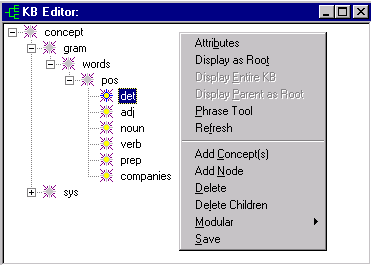 KB Editor:
concept
gram
words
pos
det
adj
noun
verb
prep
companies
sys
Attributes
Display as Root
Display Entire KB
Display Parent as Root
Phrase Tool
Refresh
Add Concept(s)
Add Node
Delete
Delete Children
Modular
Save